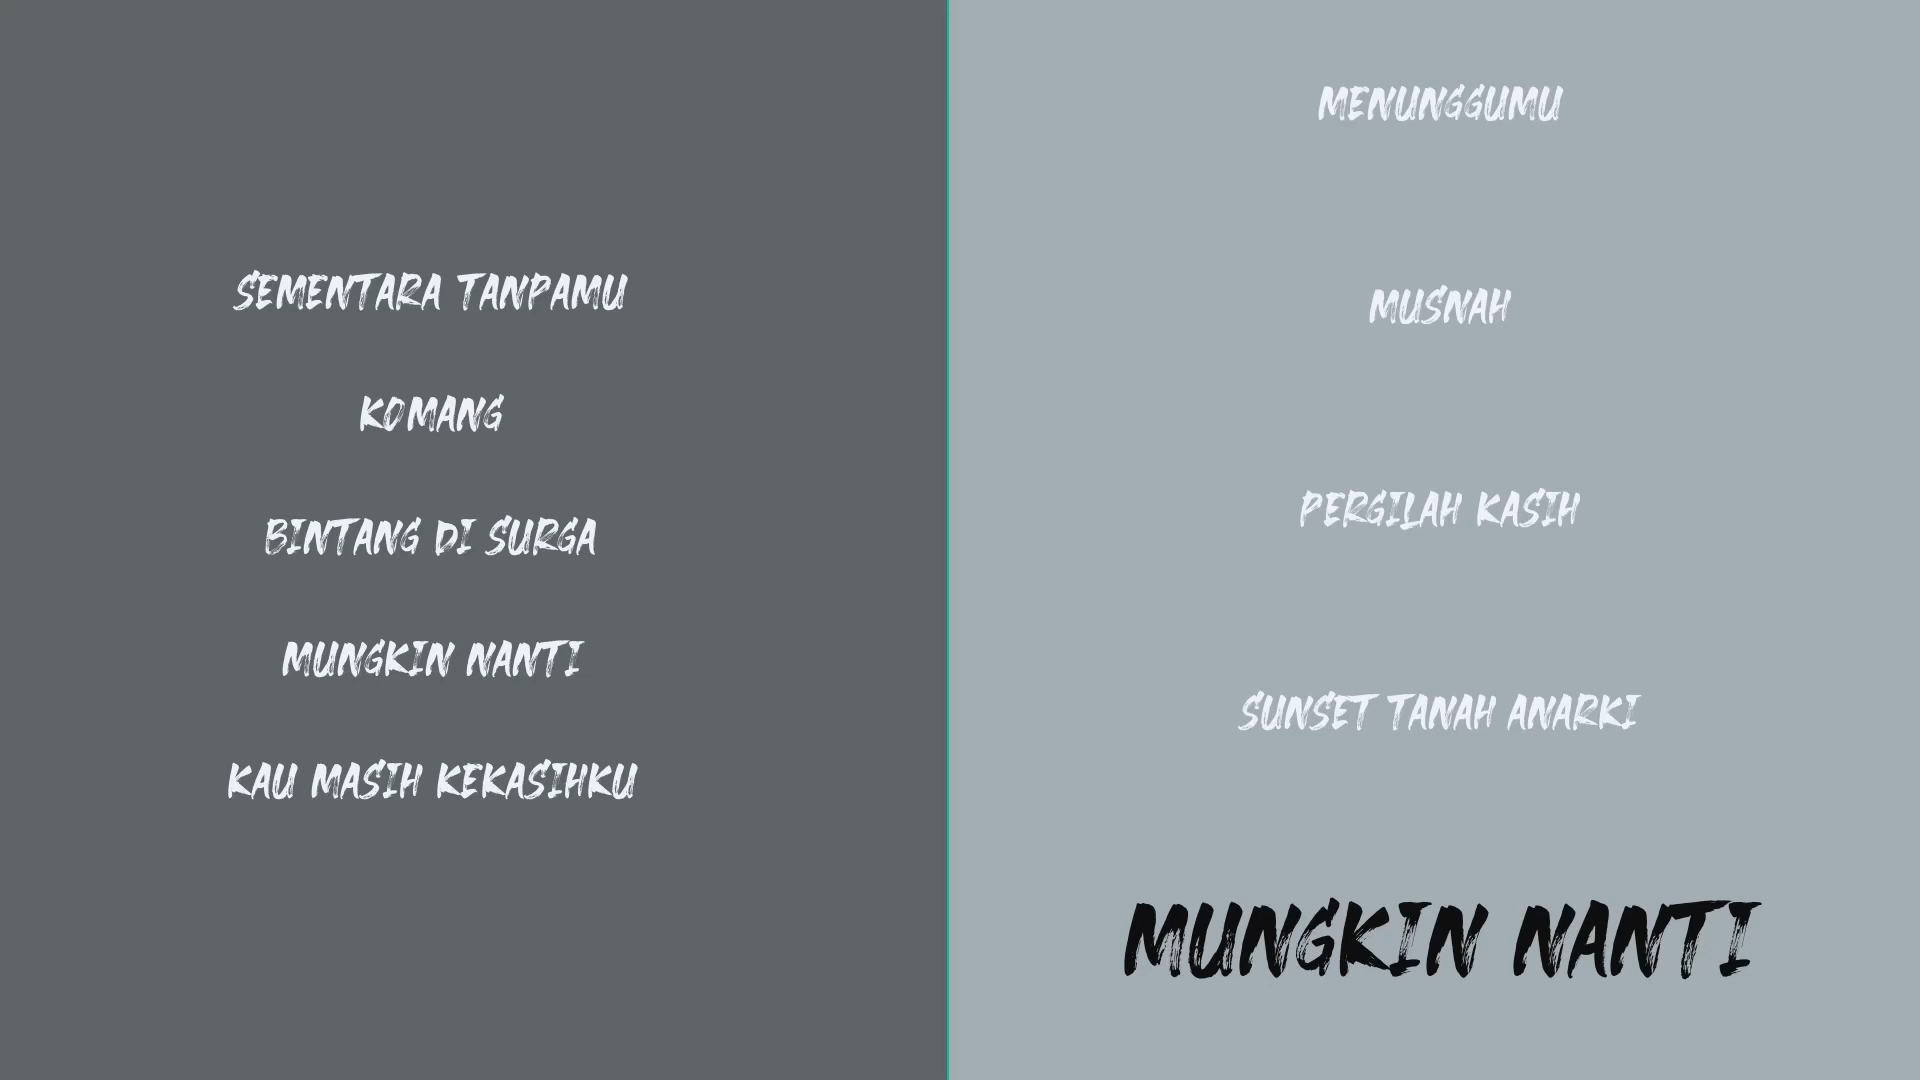 SEMENTARA TANPAMU
KOMANG
BINTANG DI SURGA
MUNGKIN NANTI
KAU MASIH KEKASIHKU
MENUNGGUMU
MUSNAH
PERGILAH KASIH
SUNSET TANAH ANARKI
MUNGKIN NANTI